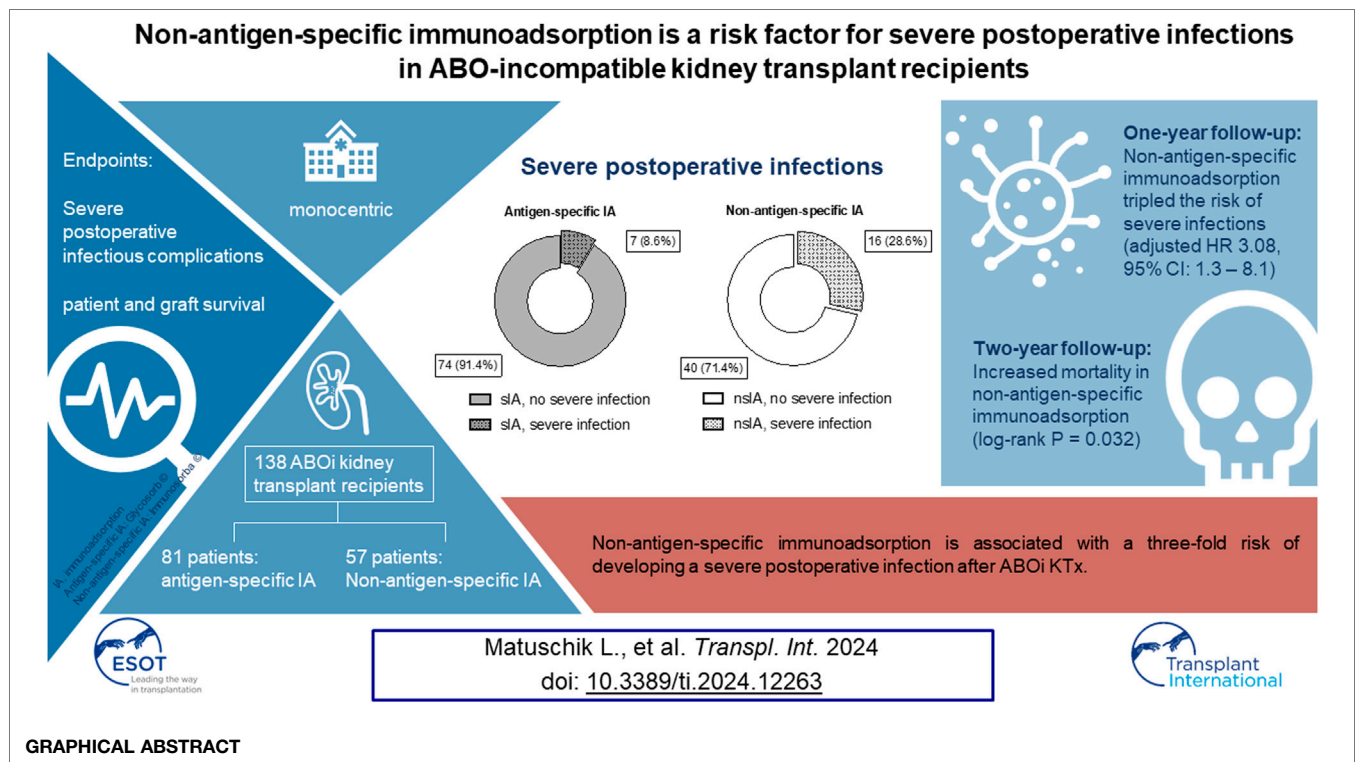 Non-antigen-specific immunoadsorption is a risk factor for severe postoperative infections
in ABO-incompatible kidney transplant recipients
Endpoints:
Severe
postoperative
infectious complications
patient and graft survival
IA, Immunoadsorption
Antigen-specific IA: Glycosorb ©
Non-antigen-specific IA: Immunosorba ©
monocentric
138 ABOi kidney
transplant recipients
81 patients:
antigen-specific IA
57 patients:
Non-antigen-specific IA
Severe postoperative infections
Antigen-specific IA
7 (8.6%)
74 (91.4%)
sIA, no severe infection
sIA, severe infection
Non-antigen-specific IA
16 (28.6%)
40 (71.4%)
nsIA, no severe infection
nsIA, severe infection
One-year follow-up:
Non-antigen-specific
immunoadsorption
tripled the risk of
severe infections
(adjusted HR 3.08,
95% CI: 1.3 – 8.1)
Two-year follow-up:
Increased mortality in
non-antigen-specific
immunoadsorption
(log-rank P = 0.032)
Non-antigen-specific immunoadsorption is associated with a three-fold risk of
developing a severe postoperative infection after ABOi KTx.
ESOT
Leading the way
in transplantation
Matuschik L., et al. Transpl. Int. 2024
doi: 10.3389/ti.2024.12263
Transplant
International
GRAPHICAL ABSTRACT